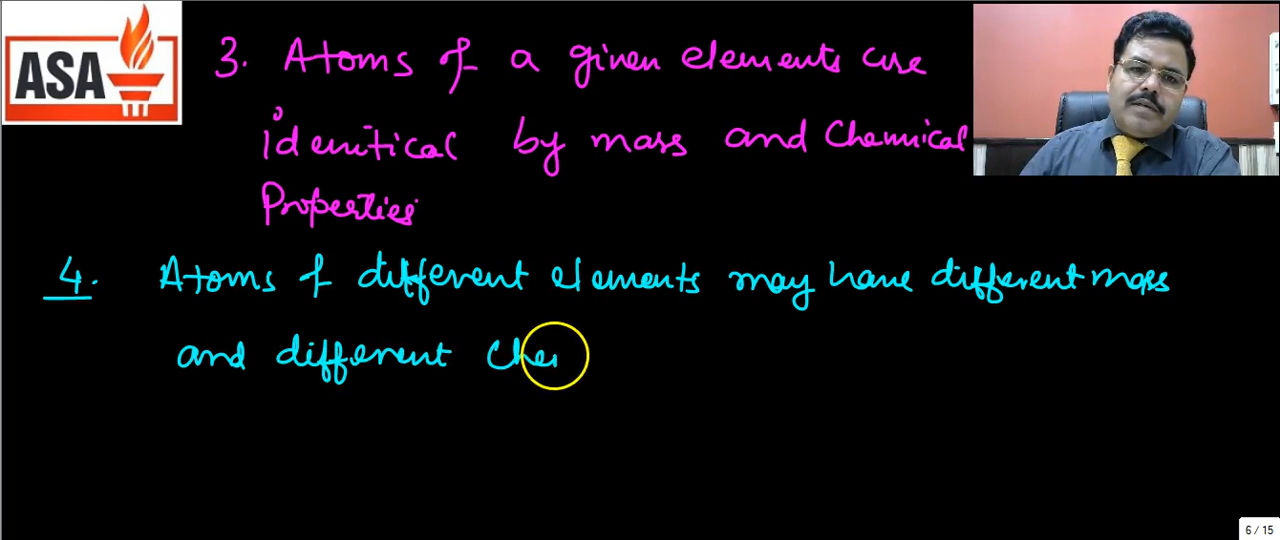 ASA
3. Atoms of a given elements are
identical by mass and Chemical
Properties
4. Atoms of different elements may have different mass
and different Che
6 / 15